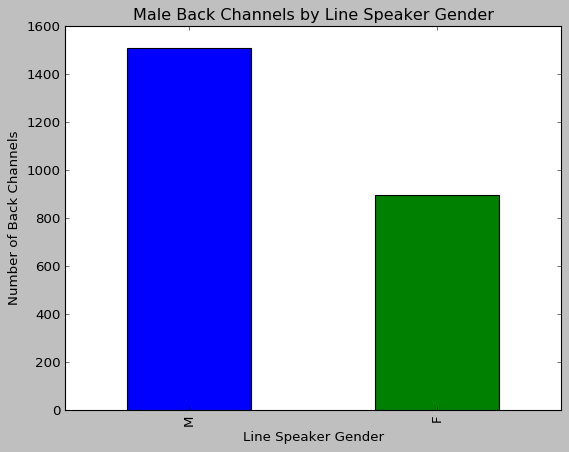 Male Back Channels by Line Speaker Gender
Number of Back Channels
1600
1400
1200
1000
800
600
400
200
0
M
F
Line Speaker Gender